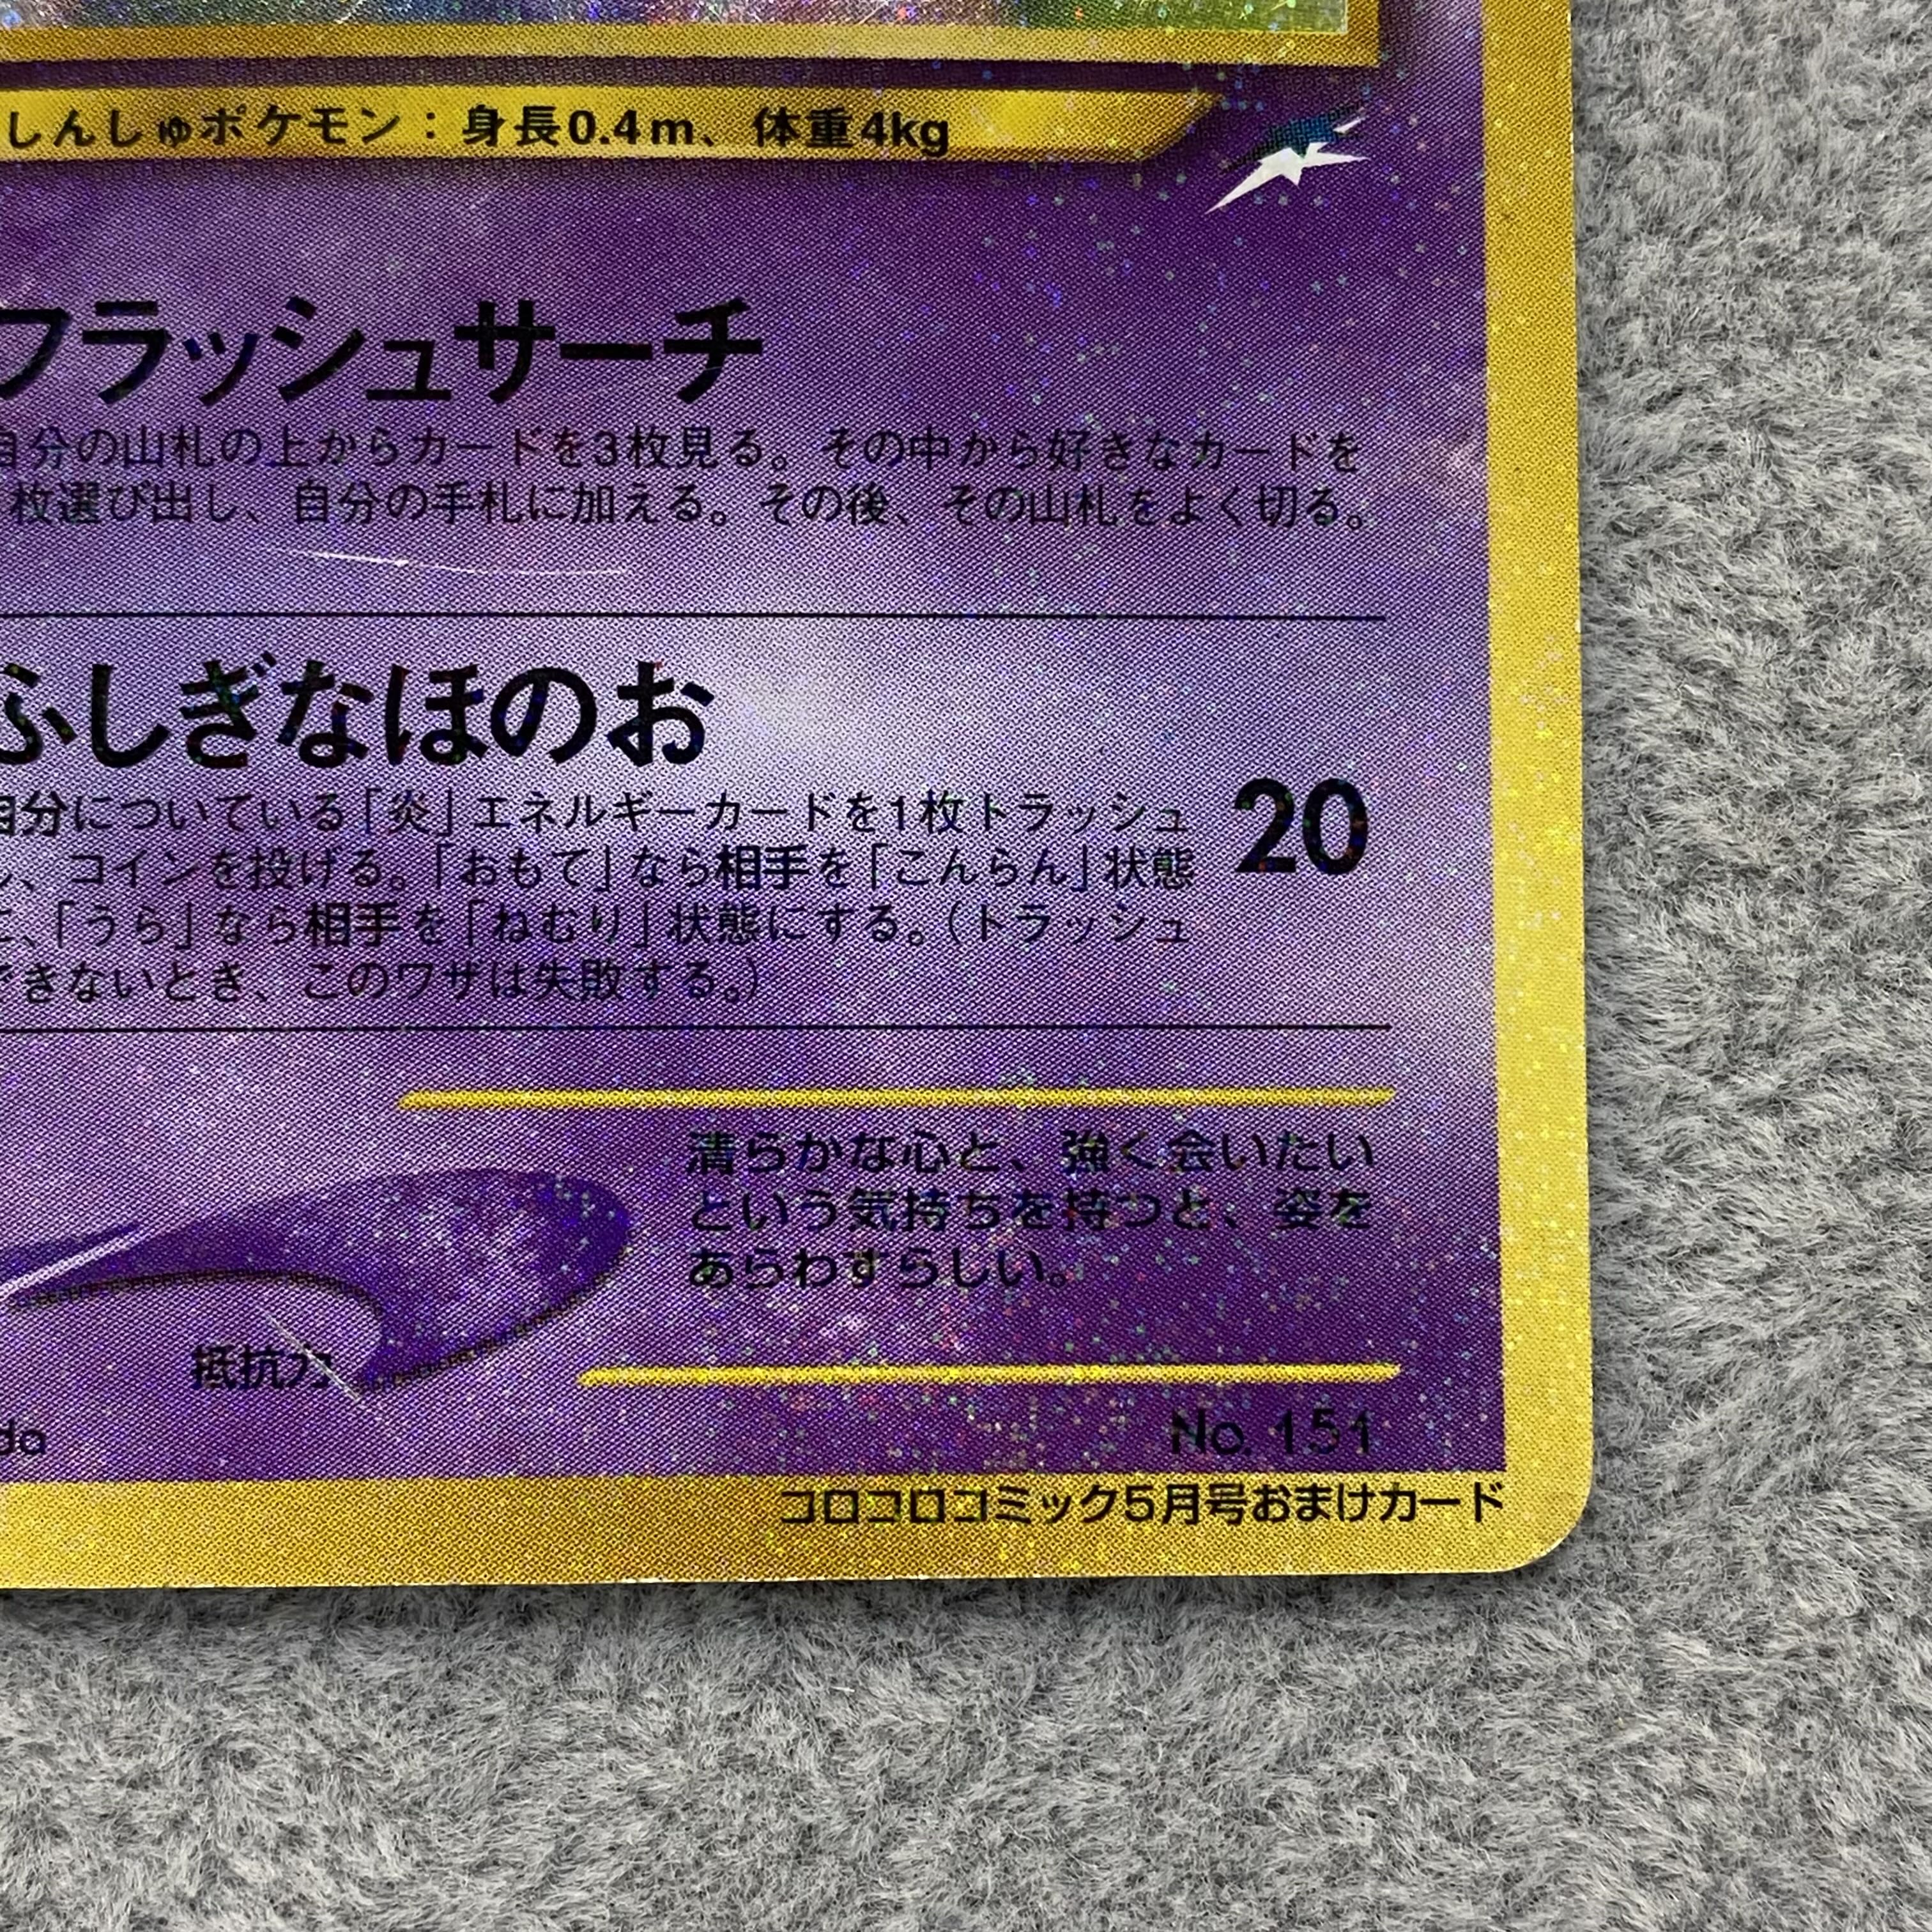 しんしゅポケモン：身長0.4m、体重4kg
フラッシュサーチ
自分の山札の上からカードを3枚見る。その中から好きなカードを
枚選び出し、自分の手札に加える。その後、その山札をよく切る。
ふしぎなほのお
自分についている「炎」エネルギーカードを1枚トラッシュ
し、コインを投げる。「おもて」なら相手を「こんらん」状態
に、「うら」なら相手を「ねむり」状態にする。（トラッシュ
できないとき、このワザは失敗する。）
20
清らかな心と、強く会いたい
という気持ちを持つと、姿を
あらわすらしい。
抵抗力
da
No. 151
コロコロコミック5月号おまけカード